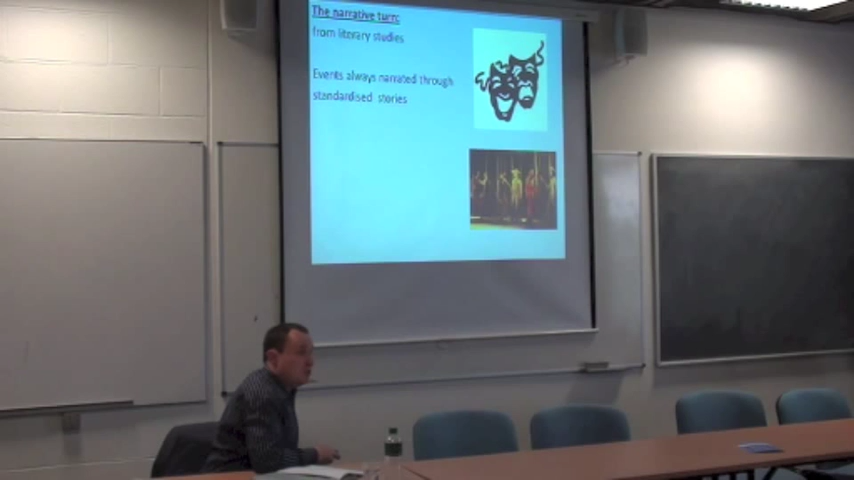 The narrative turn:
from literary studies
Events always narrated through
standardised stories